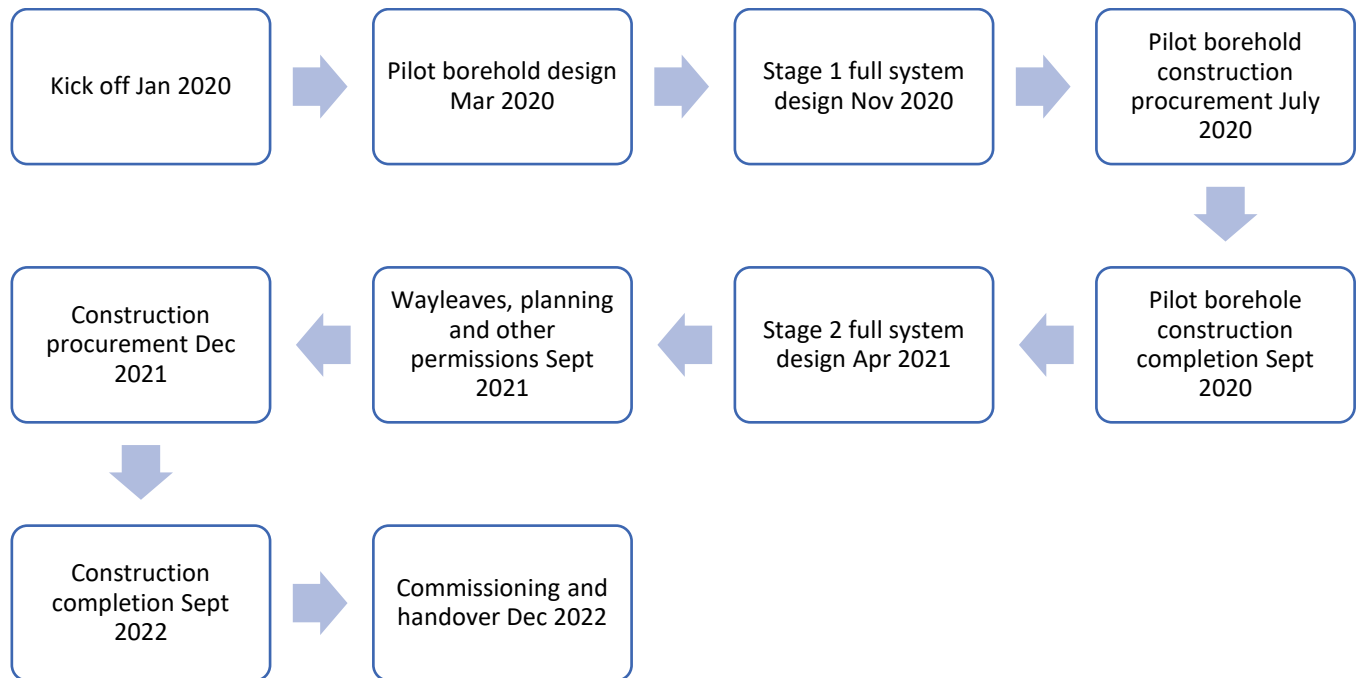 Kick off Jan 2020
Pilot borehold design
Mar 2020
Stage 1 full system
design Nov 2020
Pilot borehold
construction
procurement July
2020
Pilot borehole
construction
completion Sept
2020
Stage 2 full system
design Apr 2021
Wayleaves, planning
and other
permissions Sept
2021
Construction
procurement Dec
2021
Construction
completion Sept
2022
Commissioning and
handover Dec 2022